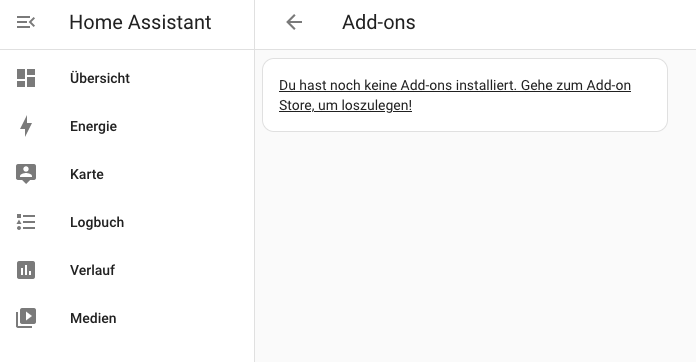 Home Assistant
Add-ons
Übersicht
Energie
Karte
Logbuch
Verlauf
Medien
Du hast noch keine Add-ons installiert. Gehe zum Add-on
Store, um loszulegen!